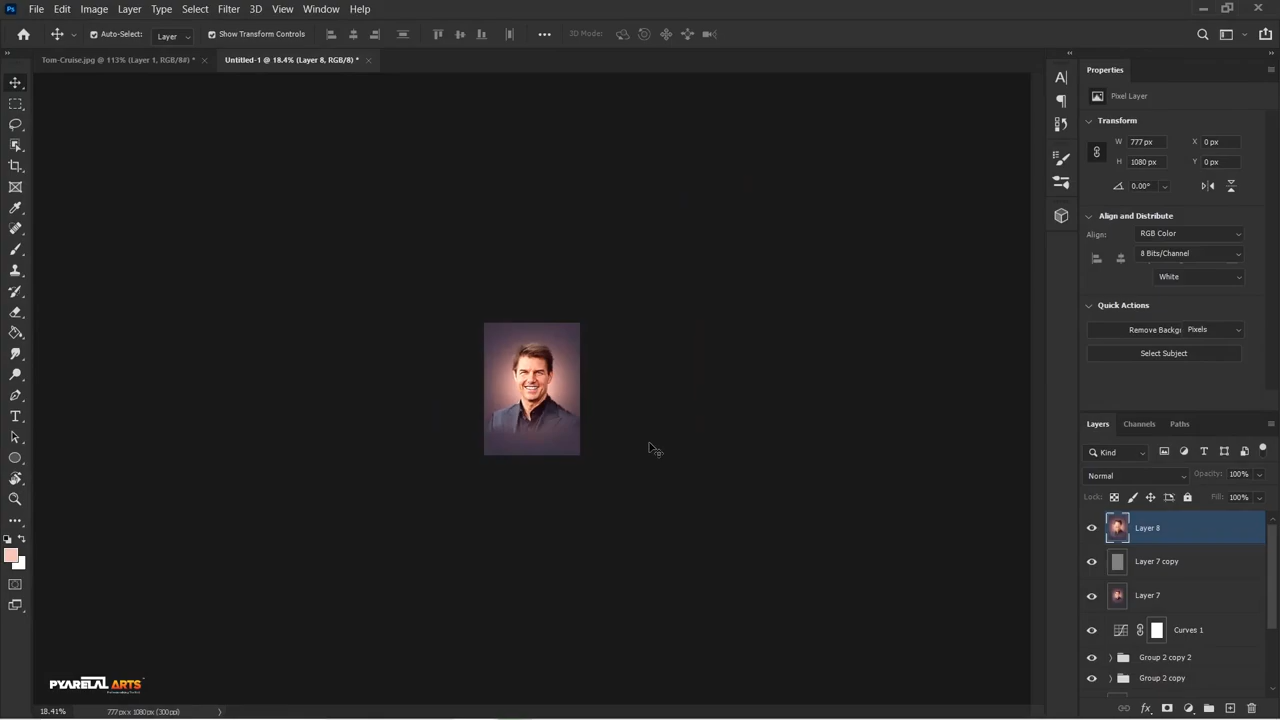 Ps File Edit Image Layer Type Select Filter 3D View Window Help
Auto-Select: Layer Show Transform Controls 3D Mode:
Tom-Cruise.jpg @ 113% (Layer 1, RGB/8#) *
Untitled-1 @ 18.4% (Layer 8, RGB/8) *
Properties
Pixel Layer
Transform
W 777 px X 0 px
H 1080 px Y 0 px
0.00°
Align and Distribute
Align: RGB Color
8 Bits/Channel
White
Quick Actions
Remove Backgr Pixels
Select Subject
Layers Channels Paths
Kind
Normal Opacity: 100%
Lock: Fill: 100%
Layer 8
Layer 7 copy
Layer 7
Curves 1
Group 2 copy 2
Group 2 copy
PYARELAL ARTS
18.41% 777 px x 1080 px (300 ppi)